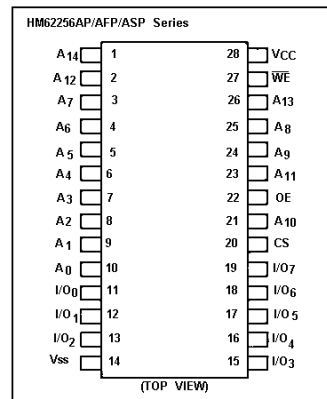 HM62256AP/AFP/ASP Series
A14 1 28 VCC
A12 2 27 W̅E̅
A7 3 26 A13
A6 4 25 A8
A5 5 24 A9
A4 6 23 A11
A3 7 22 OE
A2 8 21 A10
A1 9 20 CS
A0 10 19 I/O7
I/O0 11 18 I/O6
I/O1 12 17 I/O5
I/O2 13 16 I/O4
Vss 14 15 I/O3
(TOP VIEW)